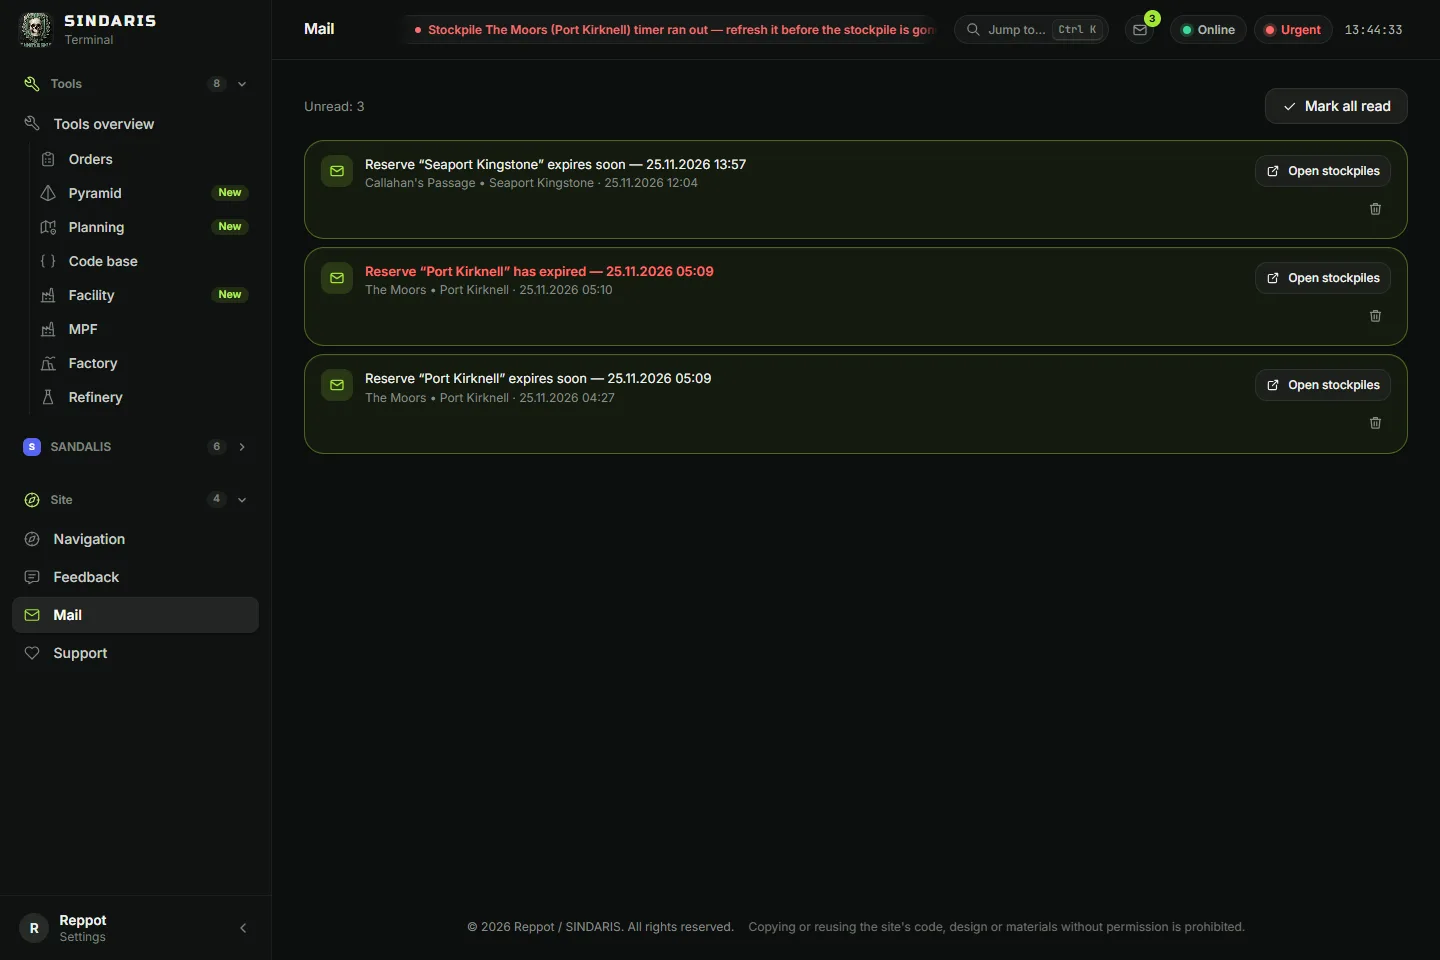 SINDARIS
Terminal
Tools 8
Tools overview
Orders
Pyramid New
Planning New
Code base
Facility New
MPF
Factory
Refinery
S SANDALIS 6
Site 4
Navigation
Feedback
Mail
Support
R Reppot
Settings
Mail
Stockpile The Moors (Port Kirknell) timer ran out — refresh it before the stockpile is gon
Jump to... Ctrl K
3
Online
Urgent
13:44:33
Unread: 3
Mark all read
Reserve “Seaport Kingstone” expires soon — 25.11.2026 13:57
Callahan's Passage • Seaport Kingstone · 25.11.2026 12:04
Open stockpiles
Reserve “Port Kirknell” has expired — 25.11.2026 05:09
The Moors • Port Kirknell · 25.11.2026 05:10
Open stockpiles
Reserve “Port Kirknell” expires soon — 25.11.2026 05:09
The Moors • Port Kirknell · 25.11.2026 04:27
Open stockpiles
© 2026 Reppot / SINDARIS. All rights reserved. Copying or reusing the site's code, design or materials without permission is prohibited.